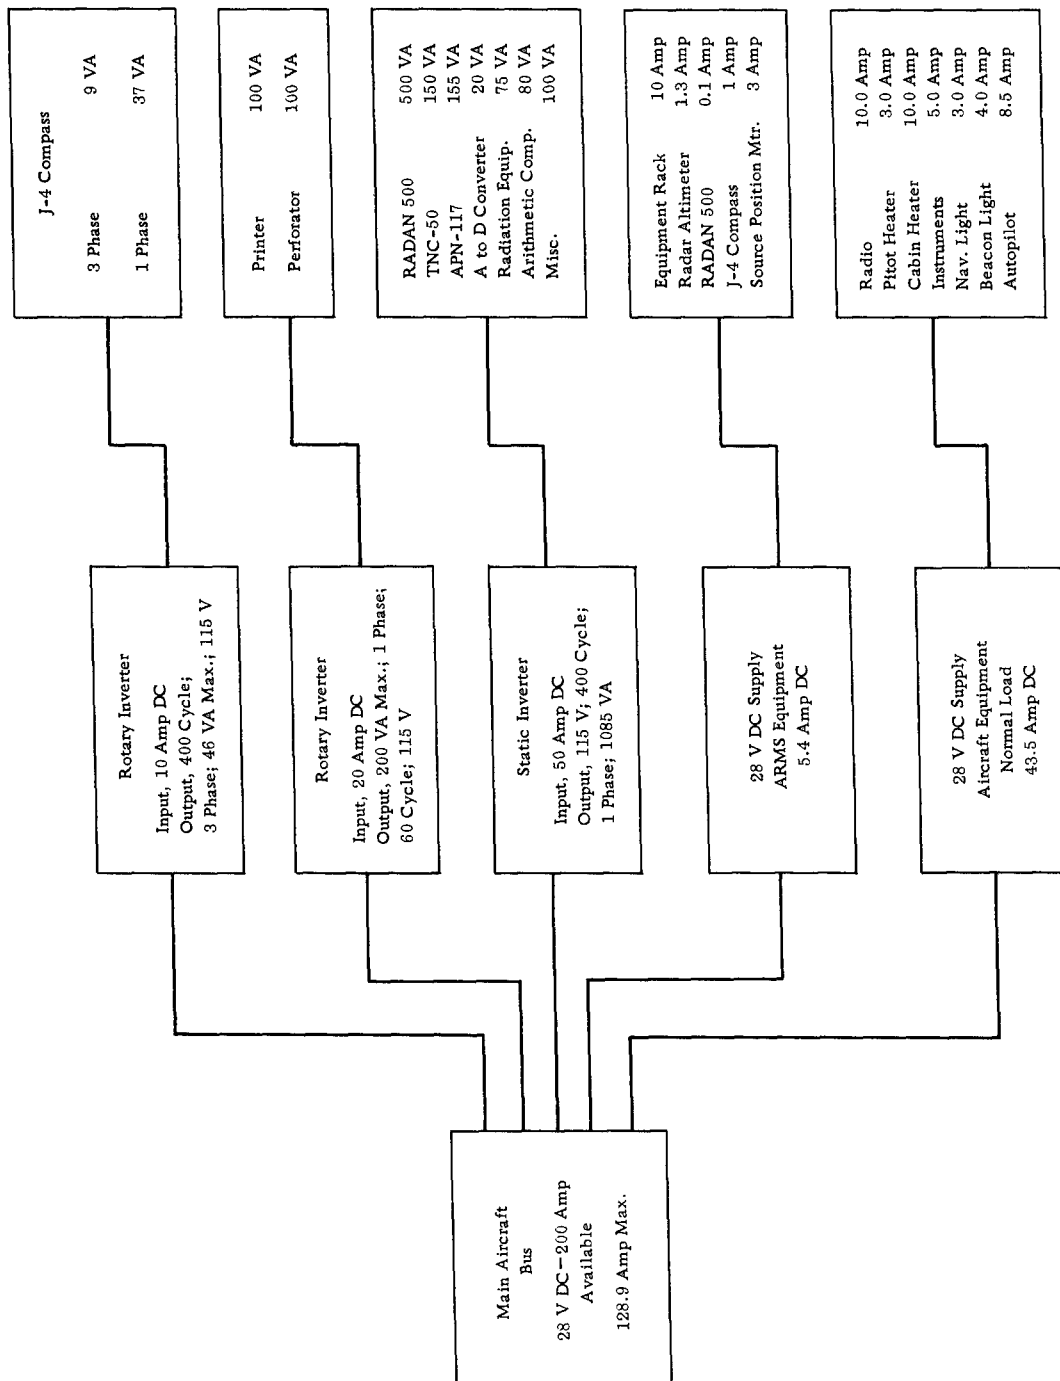 Main Aircraft
Bus
28 V DC—200 Amp
Available
128.9 Amp Max.
Rotary Inverter
Input, 10 Amp DC
Output, 400 Cycle;
3 Phase; 46 VA Max.; 115 V
Rotary Inverter
Input, 20 Amp DC
Output, 200 VA Max.; 1 Phase;
60 Cycle; 115 V
Static Inverter
Input, 50 Amp DC
Output, 115 V; 400 Cycle;
1 Phase; 1085 VA
28 V DC Supply
ARMS Equipment
5.4 Amp DC
28 V DC Supply
Aircraft Equipment
Normal Load
43.5 Amp DC
J-4 Compass
3 Phase 9 VA
1 Phase 37 VA
Printer 100 VA
Perforator 100 VA
RADAN 500 500 VA
TNC-50 150 VA
APN-117 155 VA
A to D Converter 20 VA
Radiation Equip. 75 VA
Arithmetic Comp. 80 VA
Misc. 100 VA
Equipment Rack 10 Amp
Radar Altimeter 1.3 Amp
RADAN 500 0.1 Amp
J-4 Compass 1 Amp
Source Position Mtr. 3 Amp
Radio 10.0 Amp
Pitot Heater 3.0 Amp
Cabin Heater 10.0 Amp
Instruments 5.0 Amp
Nav. Light 3.0 Amp
Beacon Light 4.0 Amp
Autopilot 8.5 Amp